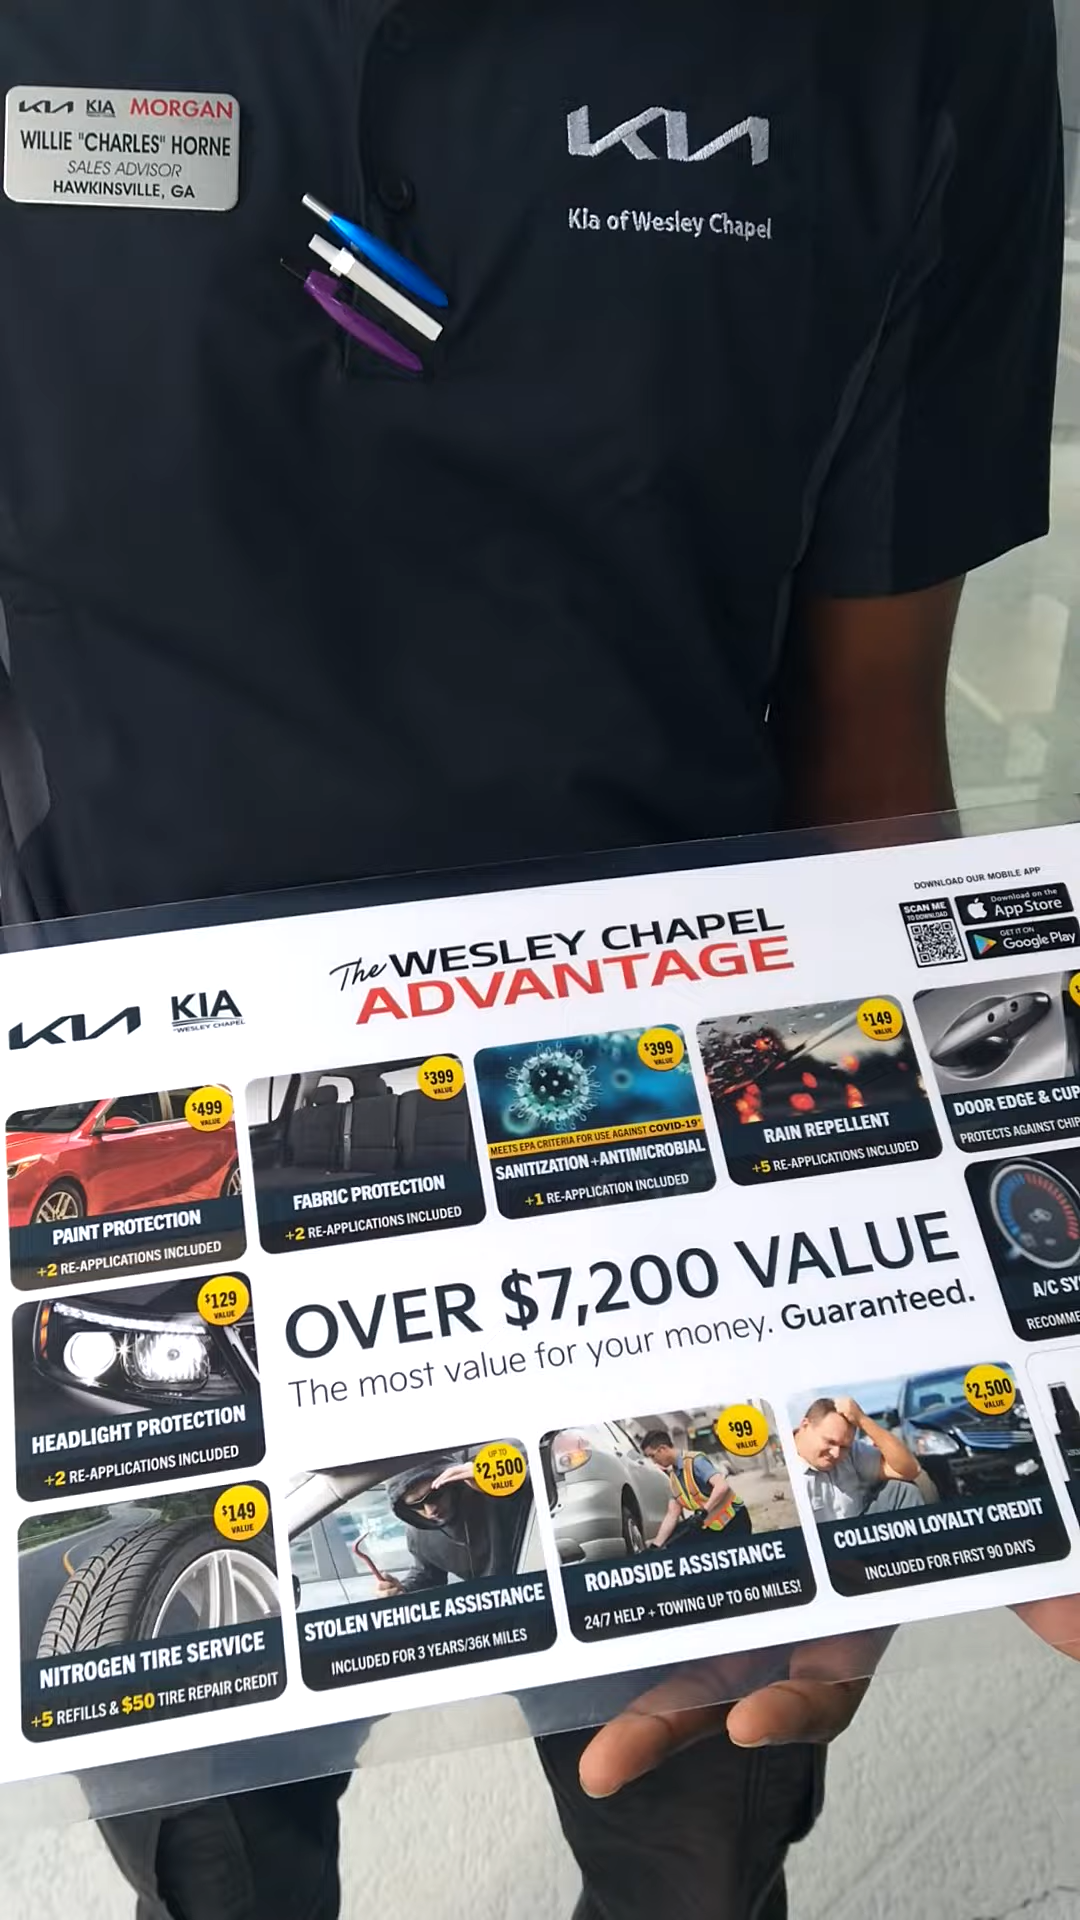 KIA KIA MORGAN
WILLIE "CHARLES" HORNE
SALES ADVISOR
HAWKINSVILLE, GA
KIA
Kia of Wesley Chapel
DOWNLOAD OUR MOBILE APP
SCAN ME
TO DOWNLOAD
Download on the
App Store
GET IT ON
Google Play
The WESLEY CHAPEL
ADVANTAGE
KIA
KIA
WESLEY CHAPEL
$499
VALUE
PAINT PROTECTION
+2 RE-APPLICATIONS INCLUDED
$399
VALUE
FABRIC PROTECTION
+2 RE-APPLICATIONS INCLUDED
$399
VALUE
MEETS EPA CRITERIA FOR USE AGAINST COVID-19*
SANITIZATION + ANTIMICROBIAL
+1 RE-APPLICATION INCLUDED
$149
VALUE
RAIN REPELLENT
+5 RE-APPLICATIONS INCLUDED
DOOR EDGE & CUP
PROTECTS AGAINST CHIP
$129
VALUE
HEADLIGHT PROTECTION
+2 RE-APPLICATIONS INCLUDED
OVER $7,200 VALUE
The most value for your money. Guaranteed.
A/C SY
RECOMME
$149
VALUE
NITROGEN TIRE SERVICE
+5 REFILLS & $50 TIRE REPAIR CREDIT
UP TO
$2,500
VALUE
STOLEN VEHICLE ASSISTANCE
INCLUDED FOR 3 YEARS/36K MILES
$99
VALUE
ROADSIDE ASSISTANCE
24/7 HELP + TOWING UP TO 60 MILES!
$2,500
VALUE
COLLISION LOYALTY CREDIT
INCLUDED FOR FIRST 90 DAYS